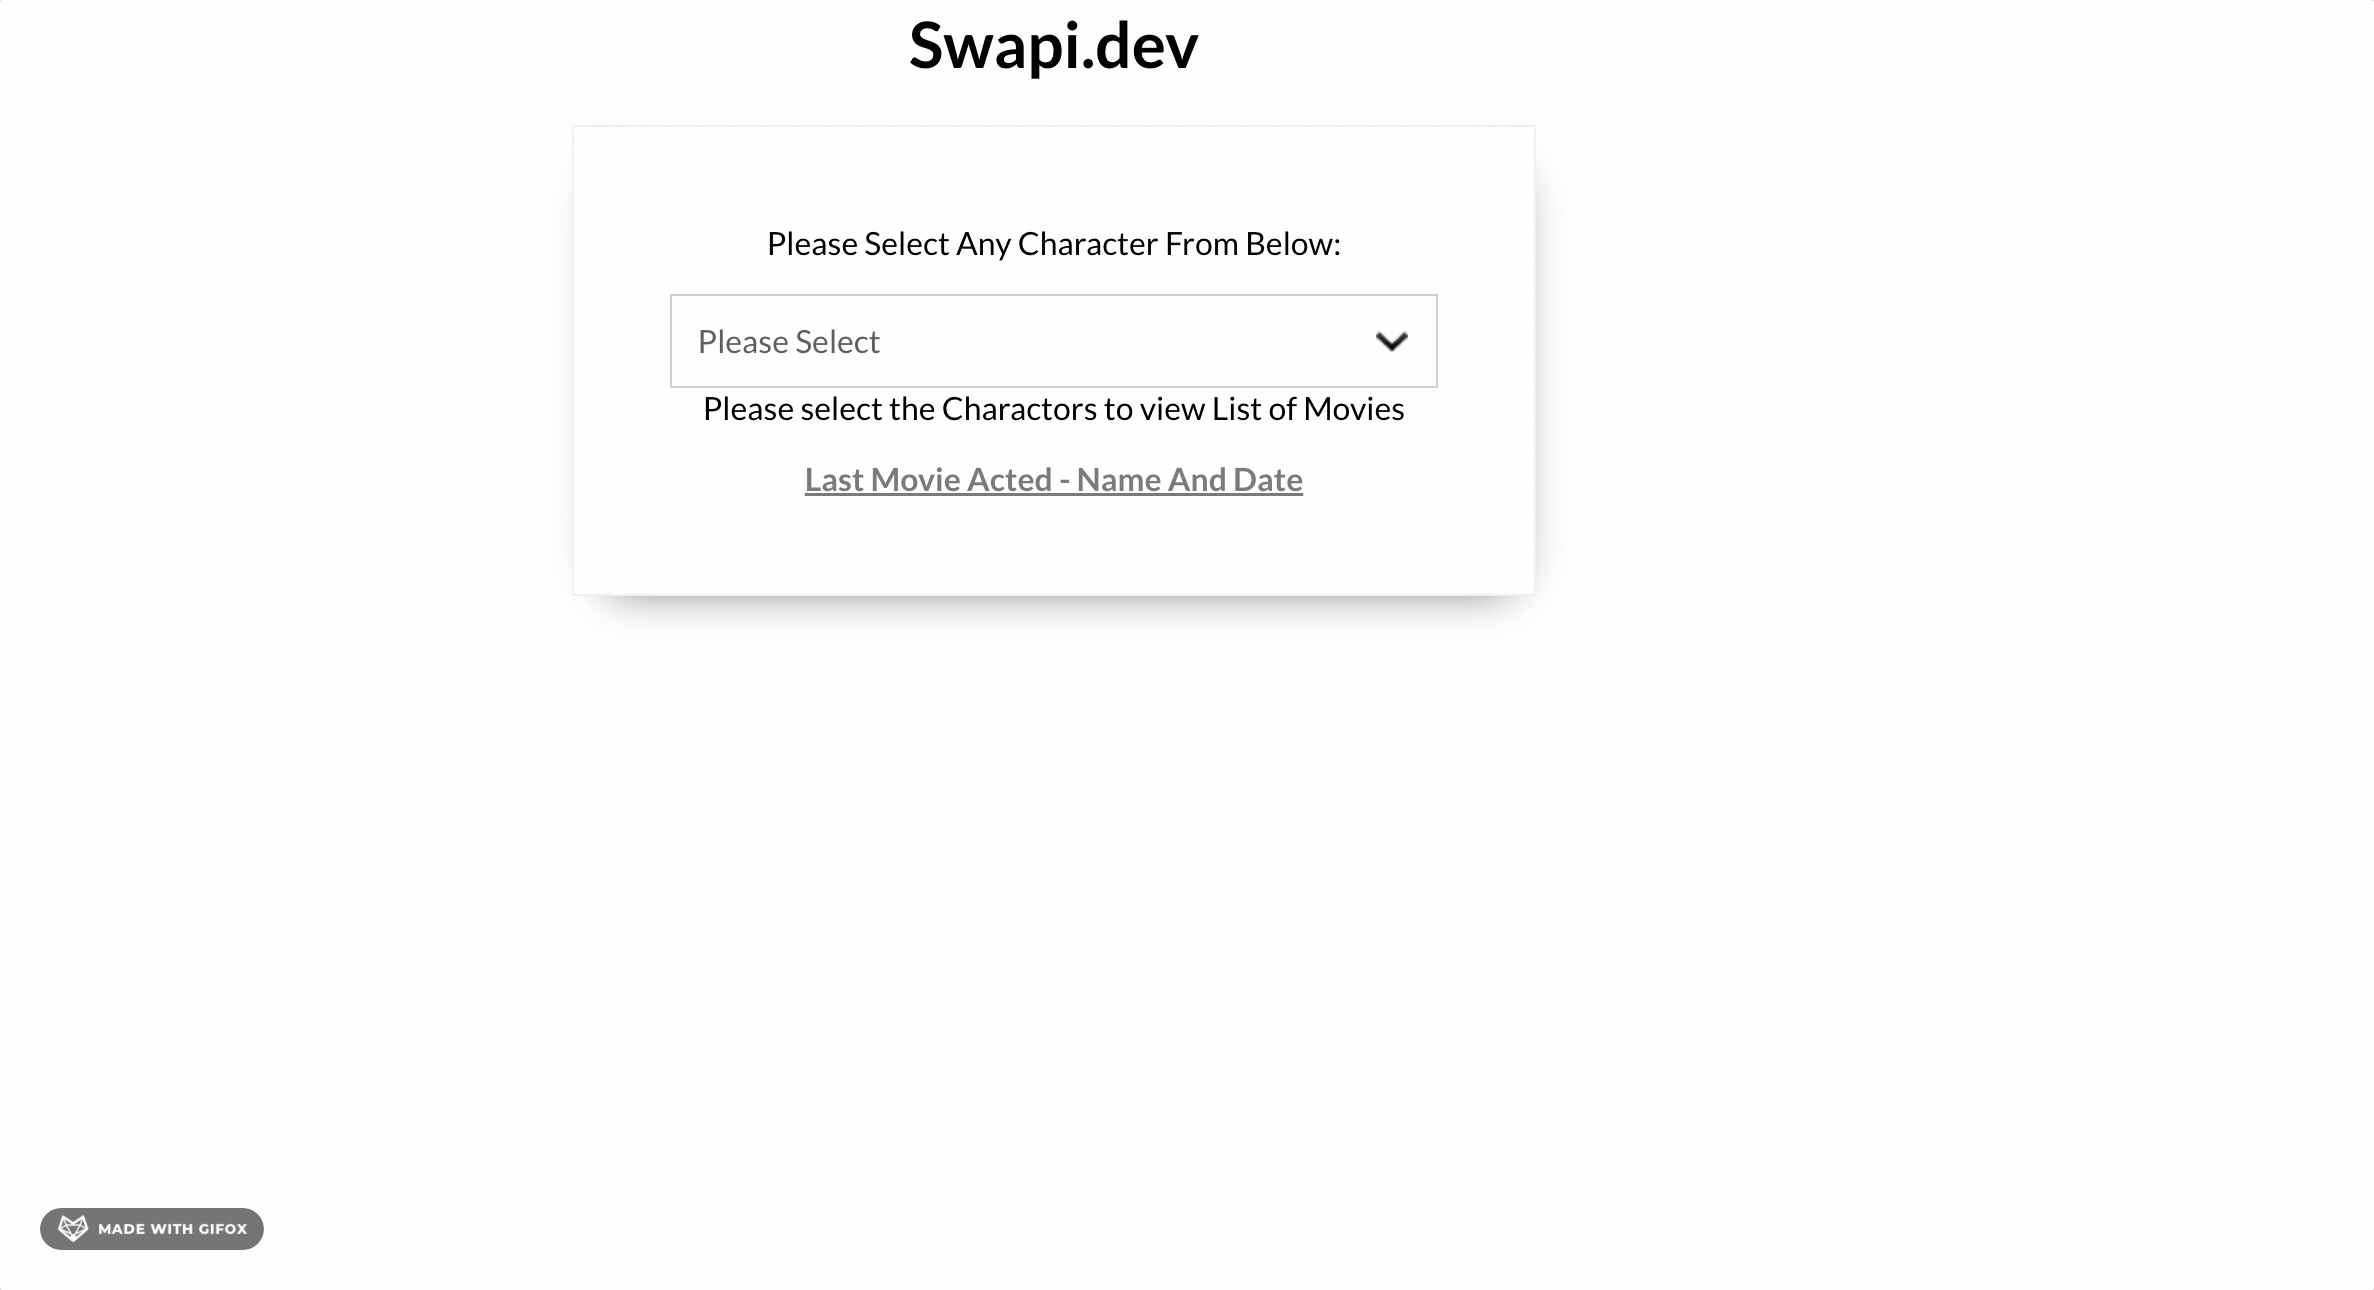 Swapi.dev
Please Select Any Character From Below:
Please Select
Please select the Charactors to view List of Movies
Last Movie Acted - Name And Date
MADE WITH GIFOX